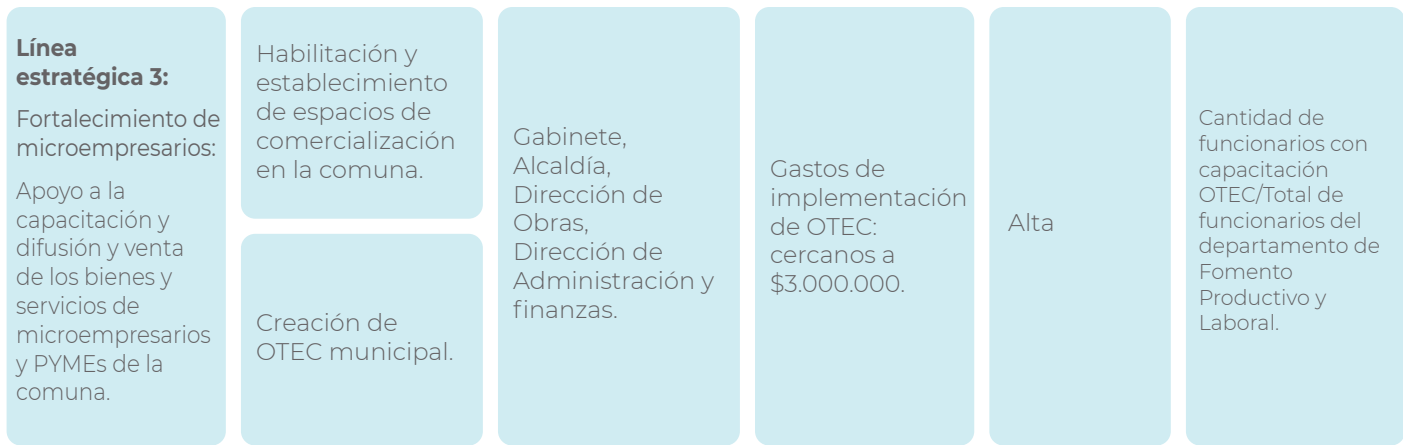 Línea
estratégica 3:
Fortalecimiento de
microempresarios:
Apoyo a la
capacitación y
difusión y venta
de los bienes y
servicios de
microempresarios
y PYMEs de la
comuna.
Habilitación y
establecimiento
de espacios de
comercialización
en la comuna.
Creación de
OTEC municipal.
Gabinete,
Alcaldía,
Dirección de
Obras,
Dirección de
Administración y
finanzas.
Gastos de
implementación
de OTEC:
cercanos a
$3.000.000.
Alta
Cantidad de
funcionarios con
capacitación
OTEC/Total de
funcionarios del
departamento de
Fomento
Productivo y
Laboral.